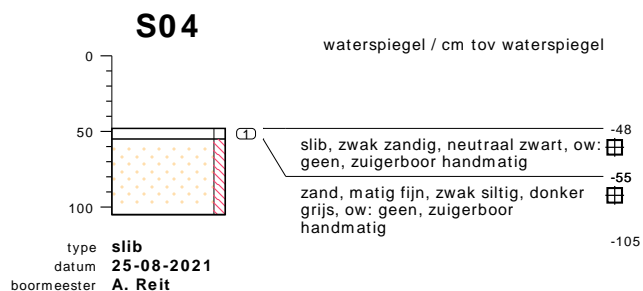 S04
waterspiegel / cm tov waterspiegel
0
50
100
1
-48
slib, zwak zandig, neutraal zwart, ow:
geen, zuigerboor handmatig
-55
zand, matig fijn, zwak siltig, donker
grijs, ow: geen, zuigerboor
handmatig
-105
type slib
datum 25-08-2021
boormeester A. Reit